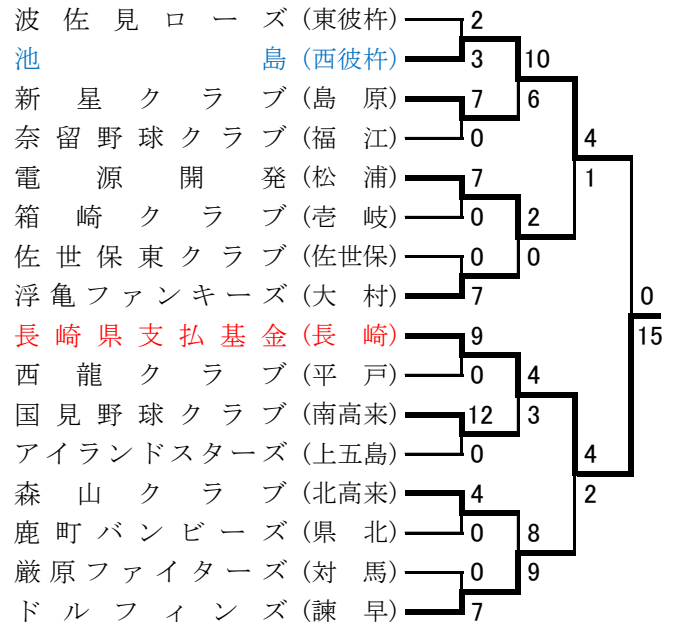 波佐見ローズ(東彼杵) 2
池島(西彼杵) 3 10
新星クラブ(島原) 7 6
奈留野球クラブ(福江) 0 4
電源開発(松浦) 7 1
箱崎クラブ(壱岐) 0 2
佐世保東クラブ(佐世保) 0 0
浮亀ファンキーズ(大村) 7 0
長崎県支払基金(長崎) 9 15
西龍クラブ(平戸) 0 4
国見野球クラブ(南高来) 12 3
アイランドスターズ(上五島) 0 4
森山クラブ(北高来) 4 2
鹿町バンビーズ(県北) 0 8
厳原ファイターズ(対馬) 0 9
ドルフィンズ(諫早) 7